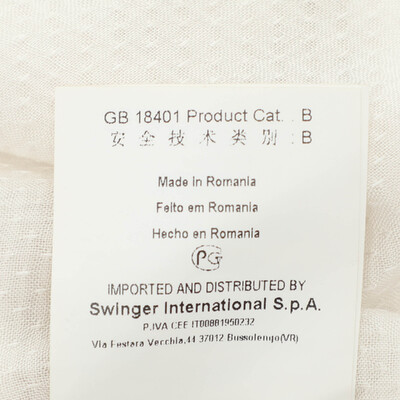 GB 18401 Product Cat. : B
安全技术类别 : B
Made in Romania
Feito em Romania
Hecho en Romania
PG
IMPORTED AND DISTRIBUTED BY
Swinger International S.p.A.
P.IVA CEE IT00881950232
Via Festara Vecchia,44 37012 Bussolengo(VR)